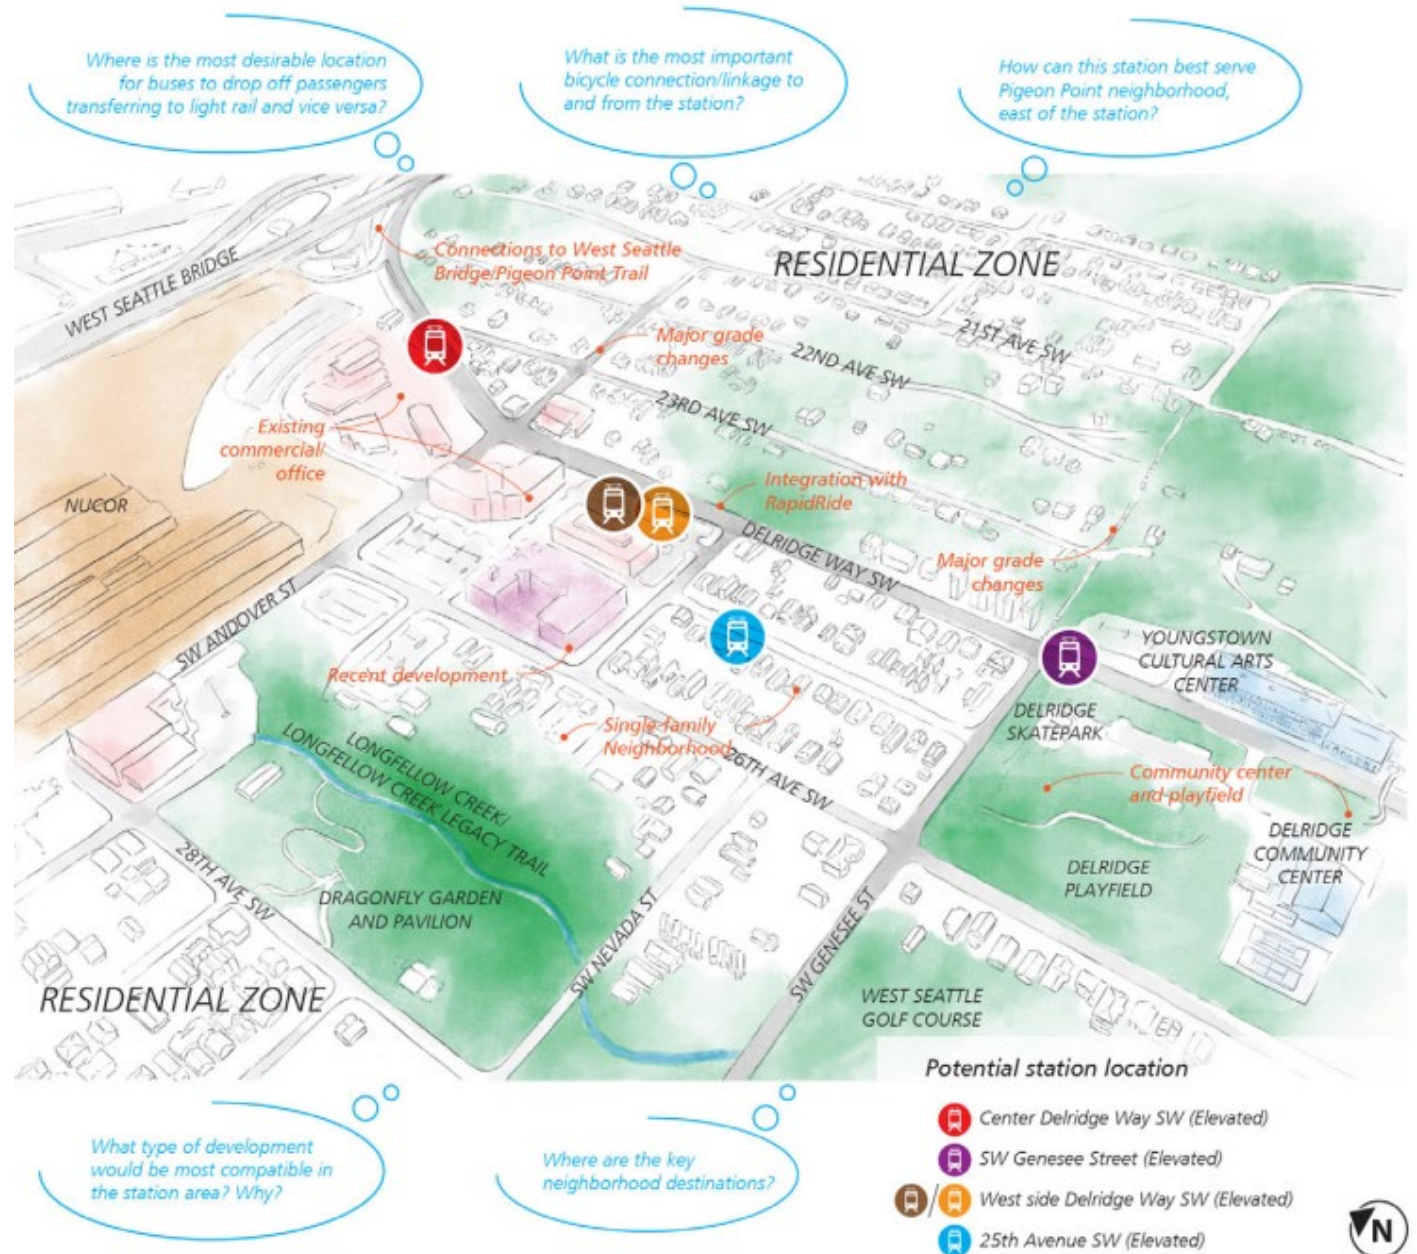 Where is the most desirable location
for buses to drop off passengers
transferring to light rail and vice versa?
What is the most important
bicycle connection/linkage to
and from the station?
How can this station best serve
Pigeon Point neighborhood,
east of the station?
Connections to West Seattle
Bridge/Pigeon Point Trail
RESIDENTIAL ZONE
WEST SEATTLE BRIDGE
Major grade
changes
21ST AVE SW
22ND AVE SW
23RD AVE SW
Existing
commercial/
office
NUCOR
Integration with
RapidRide
DELRIDGE WAY SW
Major grade
changes
SW ANDOVER ST
YOUNGSTOWN
CULTURAL ARTS
CENTER
Recent development
DELRIDGE
SKATEPARK
Single-family
Neighborhood
26TH AVE SW
LONGFELLOW CREEK/
LONGFELLOW CREEK LEGACY TRAIL
Community center
and playfield
DELRIDGE
COMMUNITY
CENTER
DELRIDGE
PLAYFIELD
28TH AVE SW
DRAGONFLY GARDEN
AND PAVILION
SW NEVADA ST
SW GENESEE ST
RESIDENTIAL ZONE
WEST SEATTLE
GOLF COURSE
Potential station location
Center Delridge Way SW (Elevated)
SW Genesee Street (Elevated)
/ West side Delridge Way SW (Elevated)
25th Avenue SW (Elevated)
What type of development
would be most compatible in
the station area? Why?
Where are the key
neighborhood destinations?
N